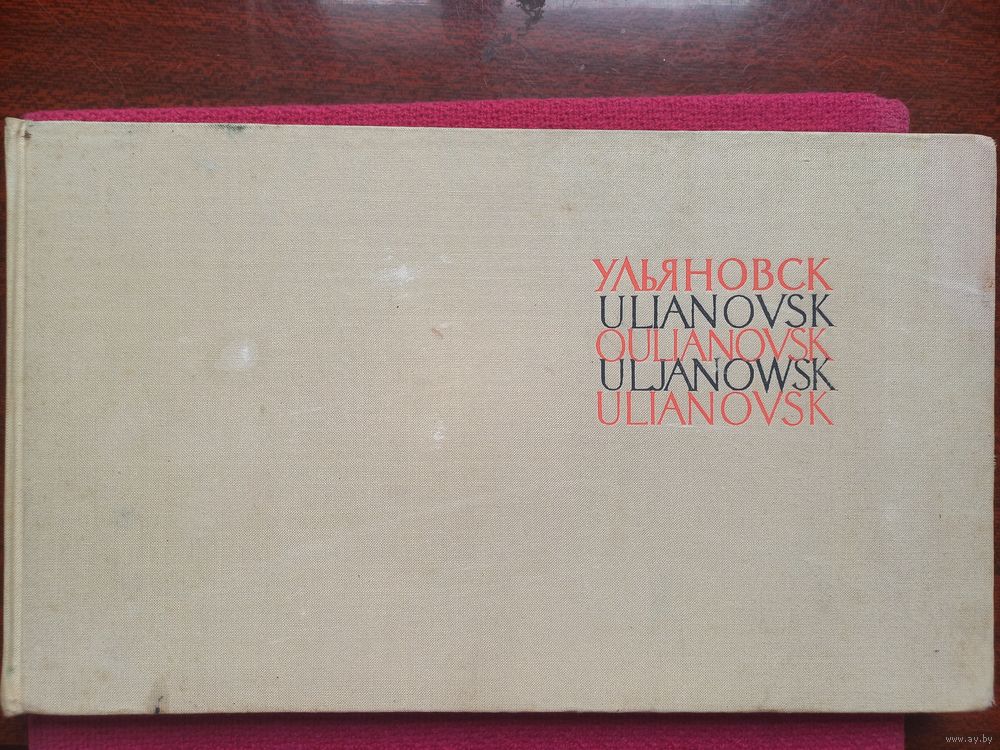 УЛЬЯНОВСК
ULIANOVSK
OULIANOVSK
ULJANOWSK
ULIANOVSK
www.ay.by